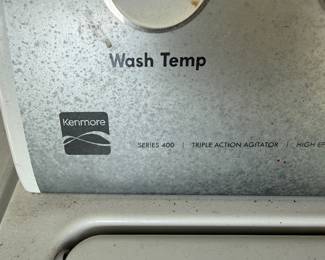 Wash Temp
Kenmore
SERIES 400 | TRIPLE ACTION AGITATOR | HIGH EF